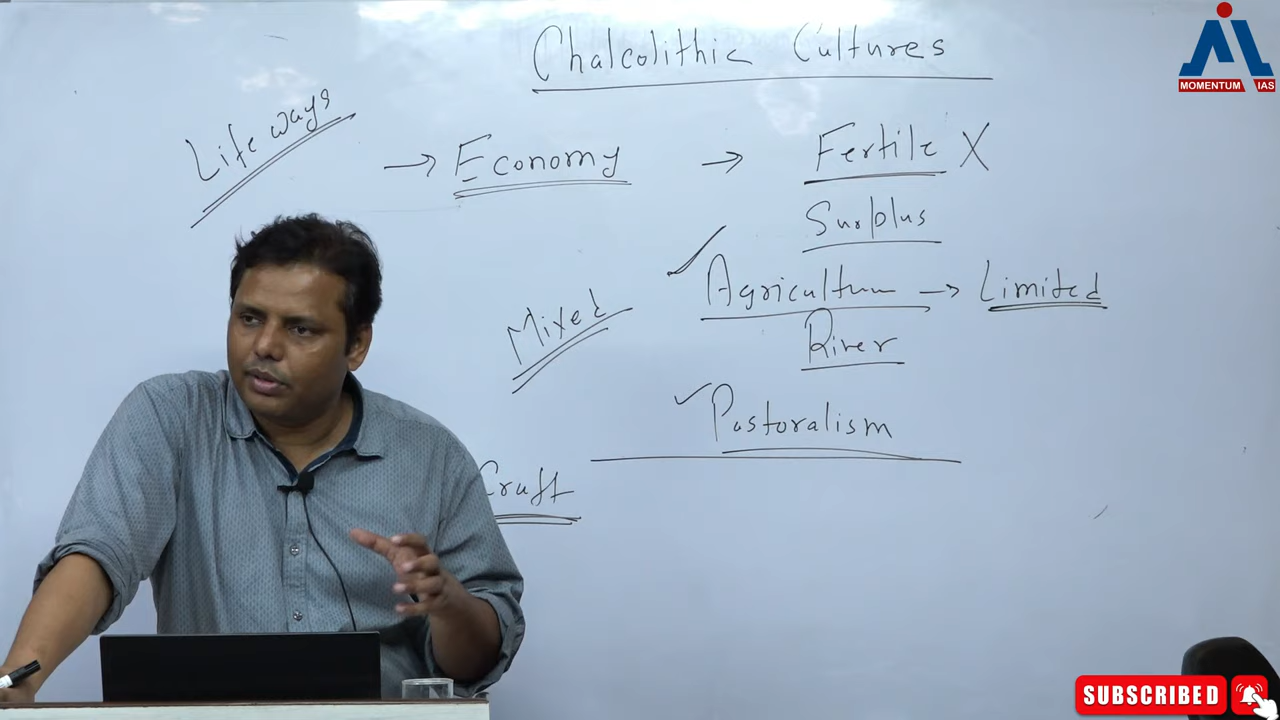 Chalcolithic Cultures
MOMENTUM IAS
Life ways
→ Economy → Fertile X
Surplus
✓ Agriculture → Limited
Mixed
River
✓ Pastoralism
Craft
SUBSCRIBED